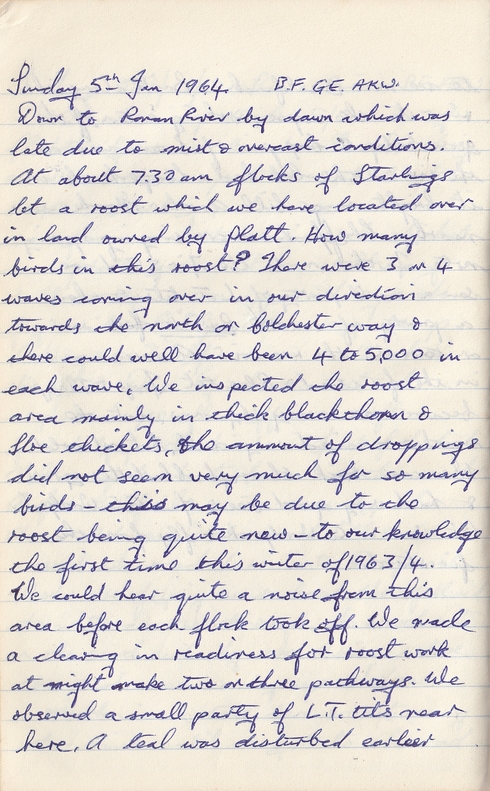 Sunday 5th Jan 1964. B.F. GE. AKW.
Down to Roman River by dawn which was
late due to mist & overcast conditions.
At about 7.30 am flocks of Starlings
let a roost which we have located over
in land owned by Platt. How many
birds in this roost? There were 3 or 4
waves coming over in our direction
towards the north or Colchester way &
there could well have been 4 to 5,000 in
each wave. We inspected the roost
area mainly in thick blackthorn &
Sloe thickets, the ammount of droppings
did not seem very much for so many
birds - this may be due to the
roost being quite new - to our knowledge
the first time this winter of 1963/4.
We could hear quite a noise from this
area before each flock took off. We made
a clearing in readiness for roost work
at night make two or three pathways. We
observed a small party of L.T. tits near
here. A teal was disturbed earlier